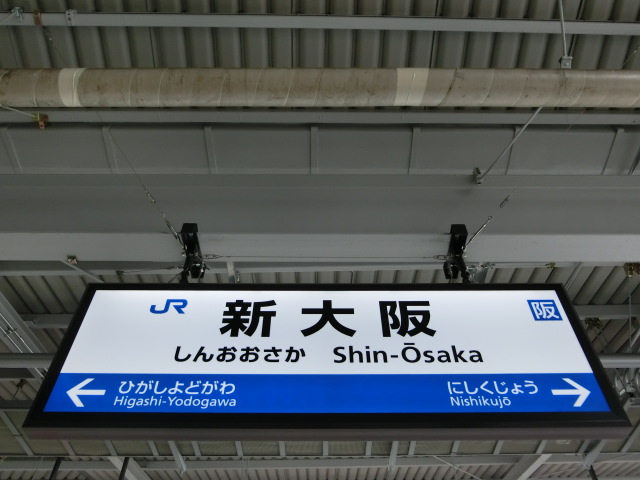 JR 新大阪 阪
しんおおさか Shin-Ōsaka
← ひがしよどがわ にしくじょう →
Higashi-Yodogawa Nishikujō